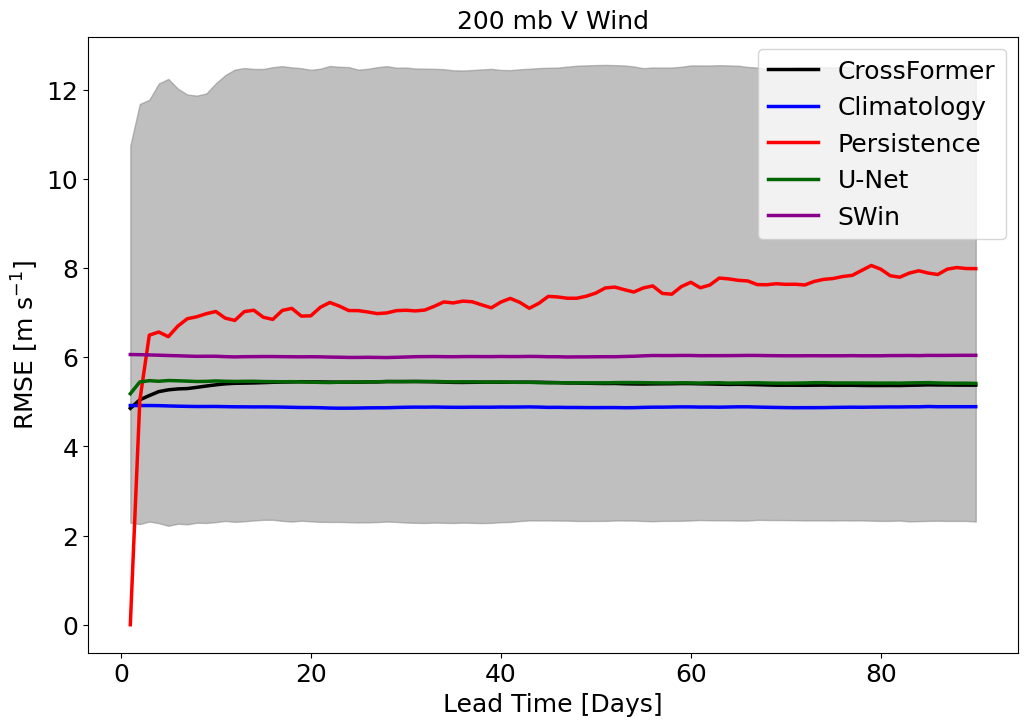 200 mb V Wind
CrossFormer
Climatology
Persistence
U-Net
SWin
RMSE [m s⁻¹]
12
10
8
6
4
2
0
0 20 40 60 80
Lead Time [Days]